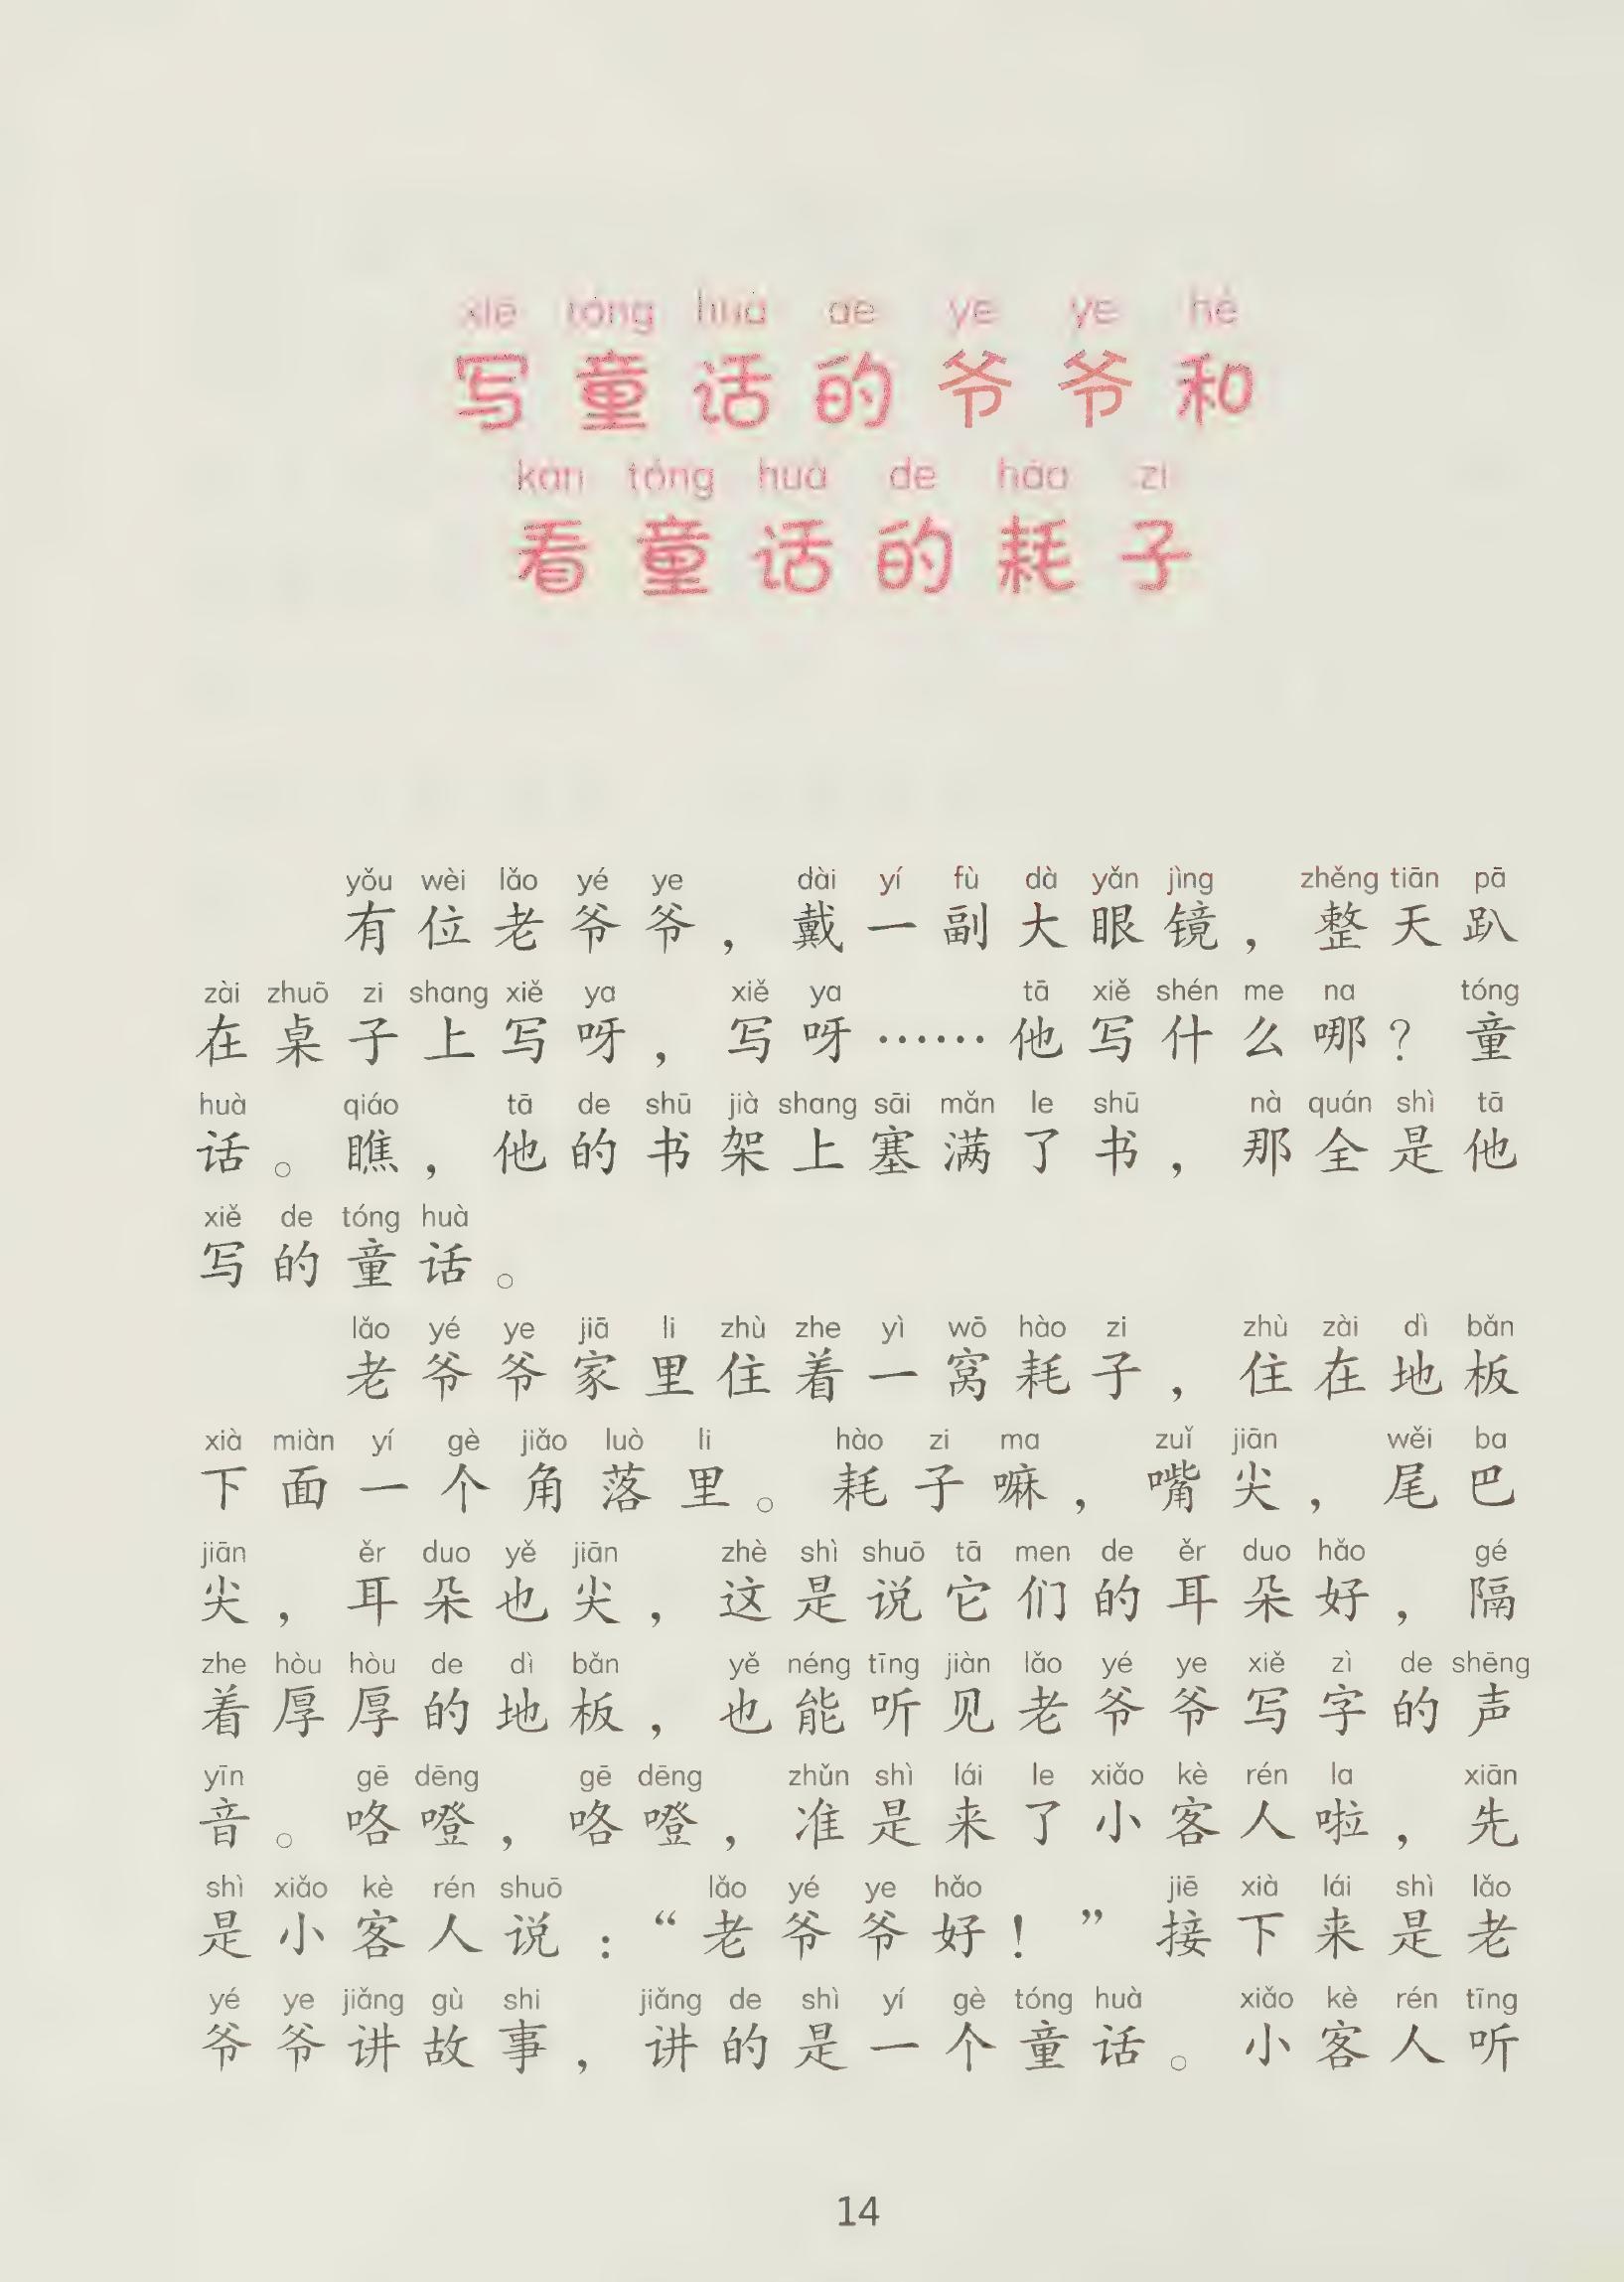 xiě tóng huà de yé ye hé
写童话的爷爷和
kàn tóng huà de hào zi
看童话的耗子
yǒu wèi lǎo yé ye dài yí fù dà yǎn jìng zhěng tiān pā
有位老爷爷，戴一副大眼镜，整天趴
zài zhuō zi shang xiě ya xiě ya tā xiě shén me na tóng
在桌子上写呀，写呀……他写什么哪？童
huà qiáo tā de shū jià shang sāi mǎn le shū nà quán shì tā
话。瞧，他的书架上塞满了书，那全是他
xiě de tóng huà
写的童话。
lǎo yé ye jiā li zhù zhe yì wō hào zi zhù zài dì bǎn
老爷爷家里住着一窝耗子，住在地板
xià miàn yí gè jiǎo luò li hào zi ma zuǐ jiān wěi ba
下面一个角落里。耗子嘛，嘴尖，尾巴
jiān ěr duo yě jiān zhè shì shuō tā men de ěr duo hǎo gé
尖，耳朵也尖，这是说它们的耳朵好，隔
zhe hòu hòu de dì bǎn yě néng tīng jiàn lǎo yé ye xiě zì de shēng
着厚厚的地板，也能听见老爷爷写字的声
yīn gē dēng gē dēng zhǔn shì lái le xiǎo kè rén la xiān
音。咯噔，咯噔，准是来了小客人啦，先
shì xiǎo kè rén shuō lǎo yé ye hǎo jiē xià lái shì lǎo
是小客人说：“老爷爷好！”接下来是老
yé ye jiǎng gù shi jiǎng de shì yí gè tóng huà xiǎo kè rén tīng
爷爷讲故事，讲的是一个童话。小客人听
14